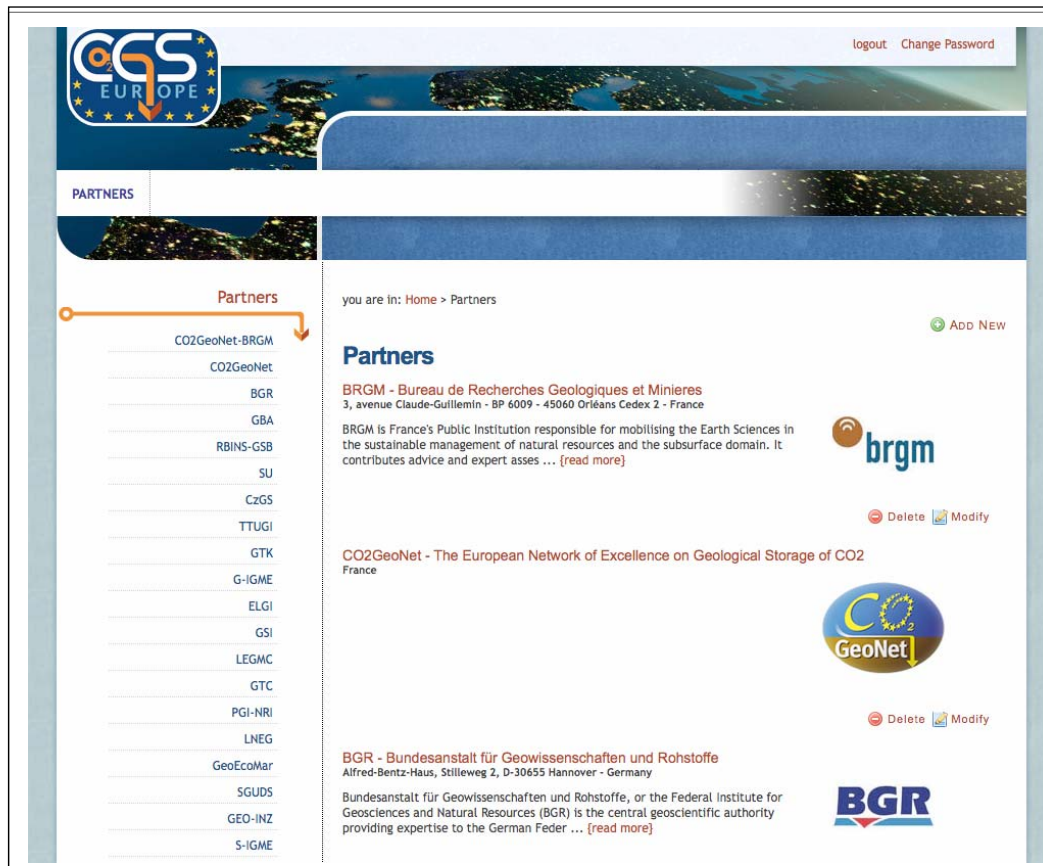 CO2GS
EUROPE
logout Change Password
PARTNERS
Partners
CO2GeoNet-BRGM
CO2GeoNet
BGR
GBA
RBINS-GSB
SU
CzGS
TTUGI
GTK
G-IGME
ELGI
GSI
LEGMC
GTC
PGI-NRI
LNEG
GeoEcoMar
SGUDS
GEO-INZ
S-IGME
you are in: Home > Partners
ADD NEW
Partners
BRGM - Bureau de Recherches Geologiques et Minieres
3, avenue Claude-Guillemin - BP 6009 - 45060 Orléans Cedex 2 - France
BRGM is France's Public Institution responsible for mobilising the Earth Sciences in
the sustainable management of natural resources and the subsurface domain. It
contributes advice and expert asses ... {read more}
brgm
Delete Modify
CO2GeoNet - The European Network of Excellence on Geological Storage of CO2
France
CO2
GeoNet
Delete Modify
BGR - Bundesanstalt für Geowissenschaften und Rohstoffe
Alfred-Bentz-Haus, Stilleweg 2, D-30655 Hannover - Germany
Bundesanstalt für Geowissenschaften und Rohstoffe, or the Federal Institute for
Geosciences and Natural Resources (BGR) is the central geoscientific authority
providing expertise to the German Feder ... {read more}
BGR